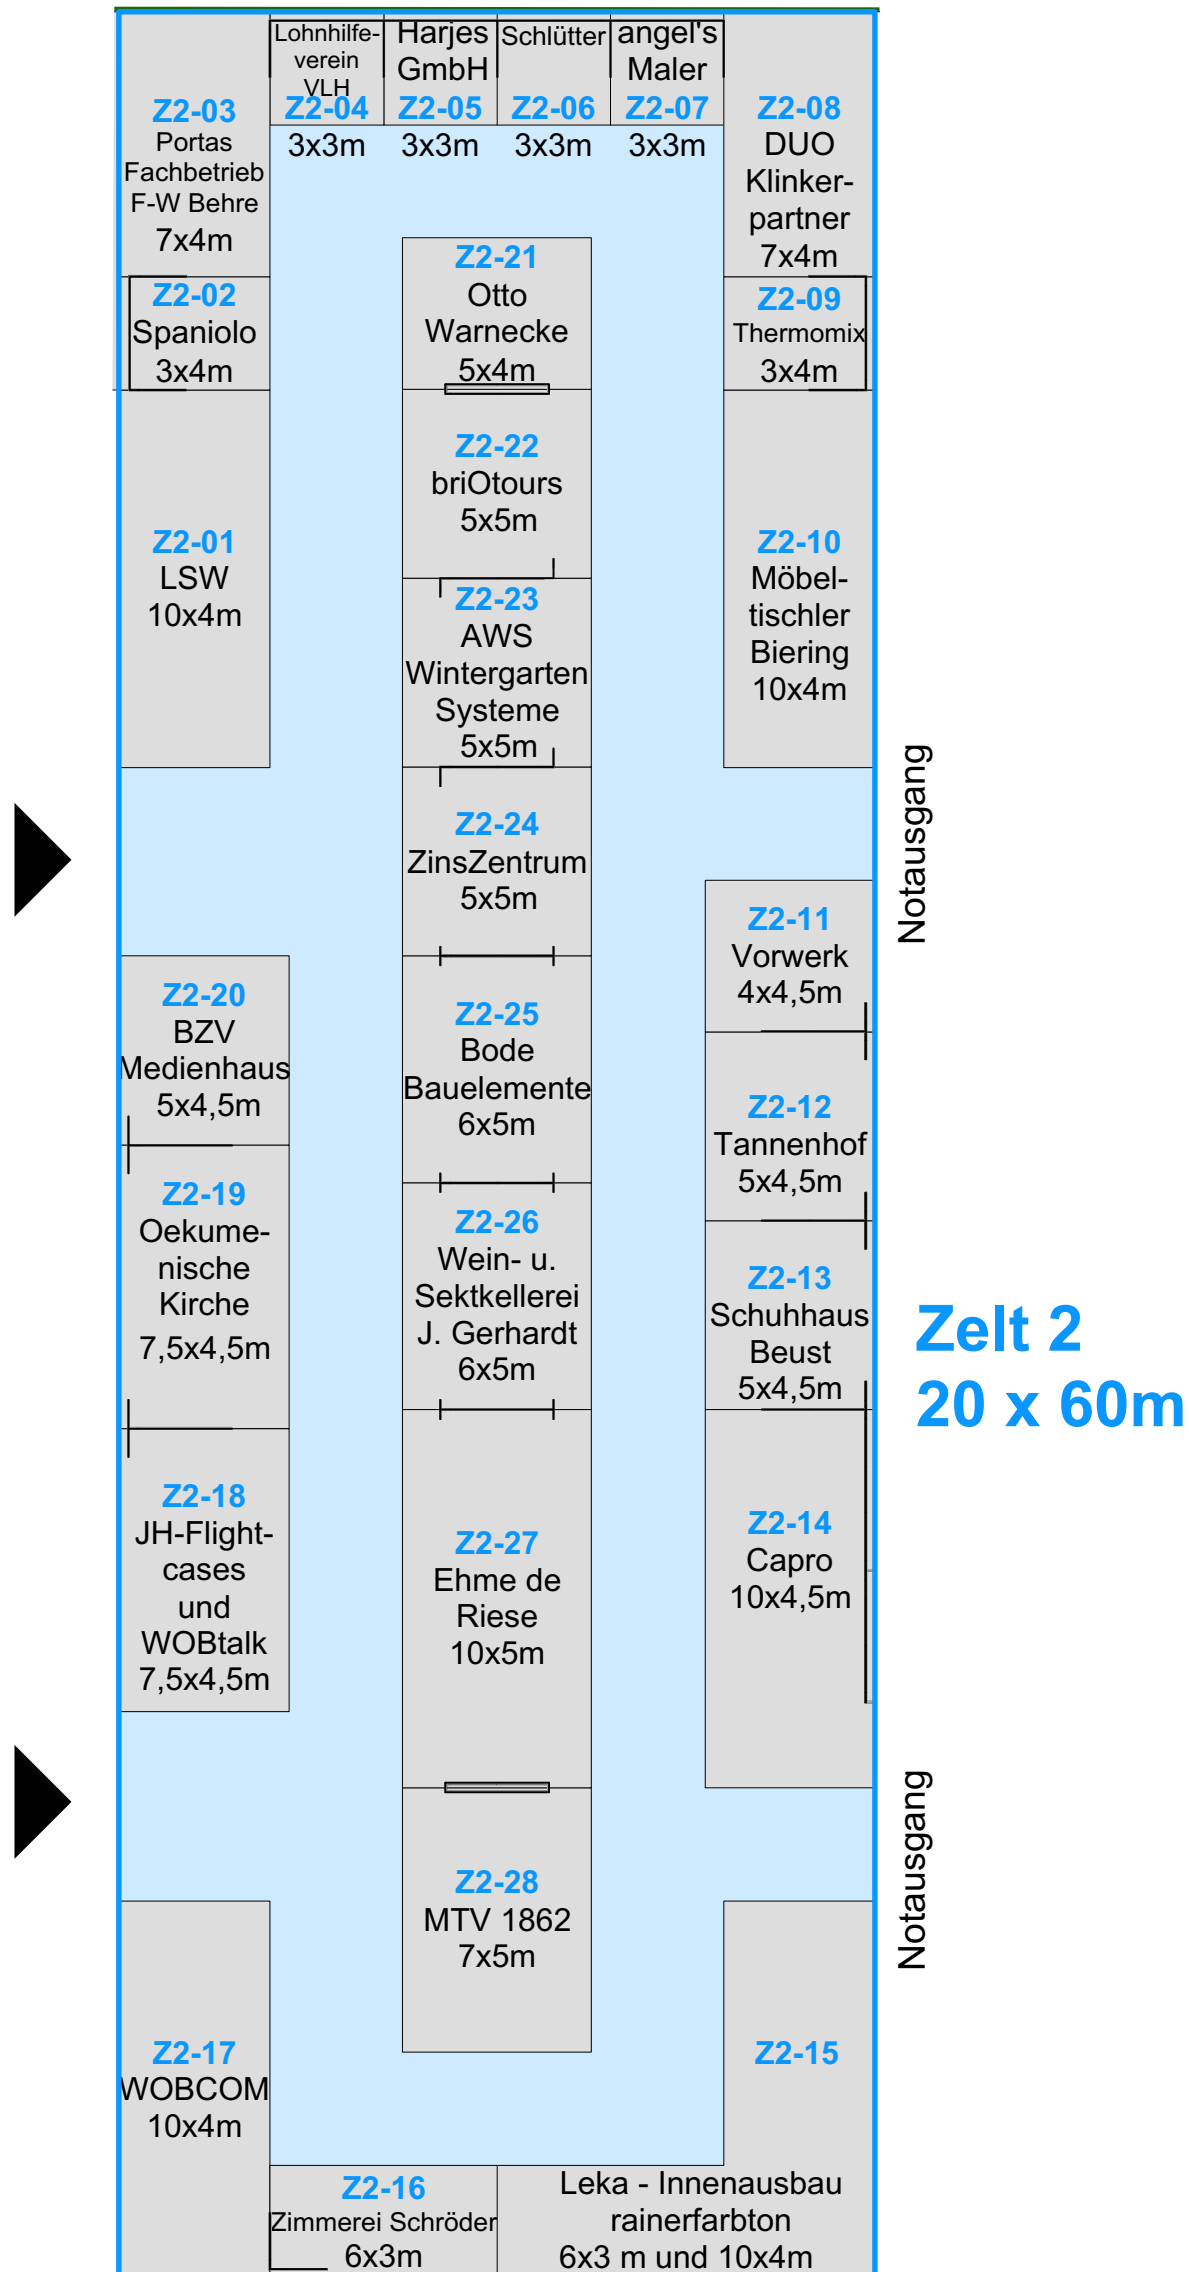 Lohnhilfe-
verein
VLH
Z2-04
3x3m
Harjes
GmbH
Z2-05
3x3m
Schlütter
Z2-06
3x3m
angel's
Maler
Z2-07
3x3m
Z2-03
Portas
Fachbetrieb
F-W Behre
7x4m
Z2-08
DUO
Klinker-
partner
7x4m
Z2-02
Spaniolo
3x4m
Z2-21
Otto
Warnecke
5x4m
Z2-09
Thermomix
3x4m
Z2-01
LSW
10x4m
Z2-22
briOtours
5x5m
Z2-10
Möbel-
tischler
Biering
10x4m
Z2-23
AWS
Wintergarten
Systeme
5x5m
Z2-24
ZinsZentrum
5x5m
Notausgang
Z2-11
Vorwerk
4x4,5m
Z2-20
BZV
Medienhaus
5x4,5m
Z2-25
Bode
Bauelemente
6x5m
Z2-12
Tannenhof
5x4,5m
Z2-19
Oekume-
nische
Kirche
7,5x4,5m
Z2-26
Wein- u.
Sektkellerei
J. Gerhardt
6x5m
Z2-13
Schuhhaus
Beust
5x4,5m
Zelt 2
20 x 60m
Z2-18
JH-Flight-
cases
und
WOBtalk
7,5x4,5m
Z2-27
Ehme de
Riese
10x5m
Z2-14
Capro
10x4,5m
Notausgang
Z2-28
MTV 1862
7x5m
Z2-17
WOBCOM
10x4m
Z2-15
Z2-16
Zimmerei Schröder
6x3m
Leka - Innenausbau
rainerfarbton
6x3 m und 10x4m